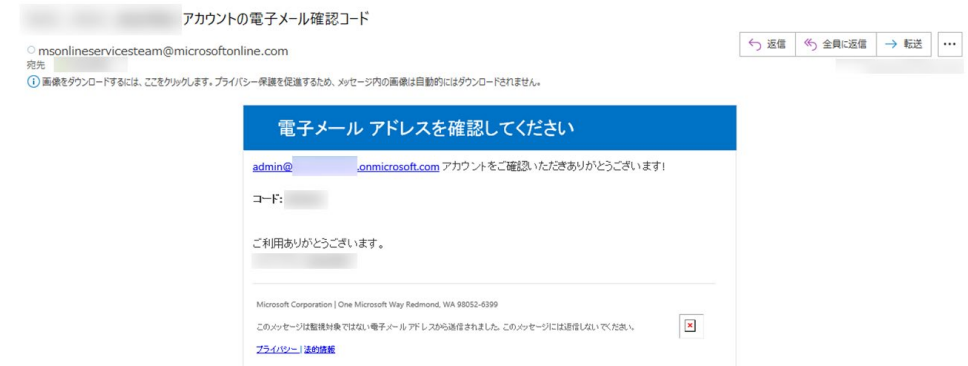 アカウントの電子メール確認コード
msonlineservicesteam@microsoftonline.com
返信 全員に返信 転送
宛先
画像をダウンロードするには、ここをクリックします。プライバシー保護を促進するため、メッセージ内の画像は自動的にはダウンロードされません。
電子メール アドレスを確認してください
admin@ .onmicrosoft.com アカウントをご確認いただきありがとうございます!
コード:
ご利用ありがとうございます。
Microsoft Corporation | One Microsoft Way Redmond, WA 98052-6399
このメッセージは監視対象ではない電子メール アドレスから送信されました。このメッセージには返信しないでください。
プライバシー | 法的情報